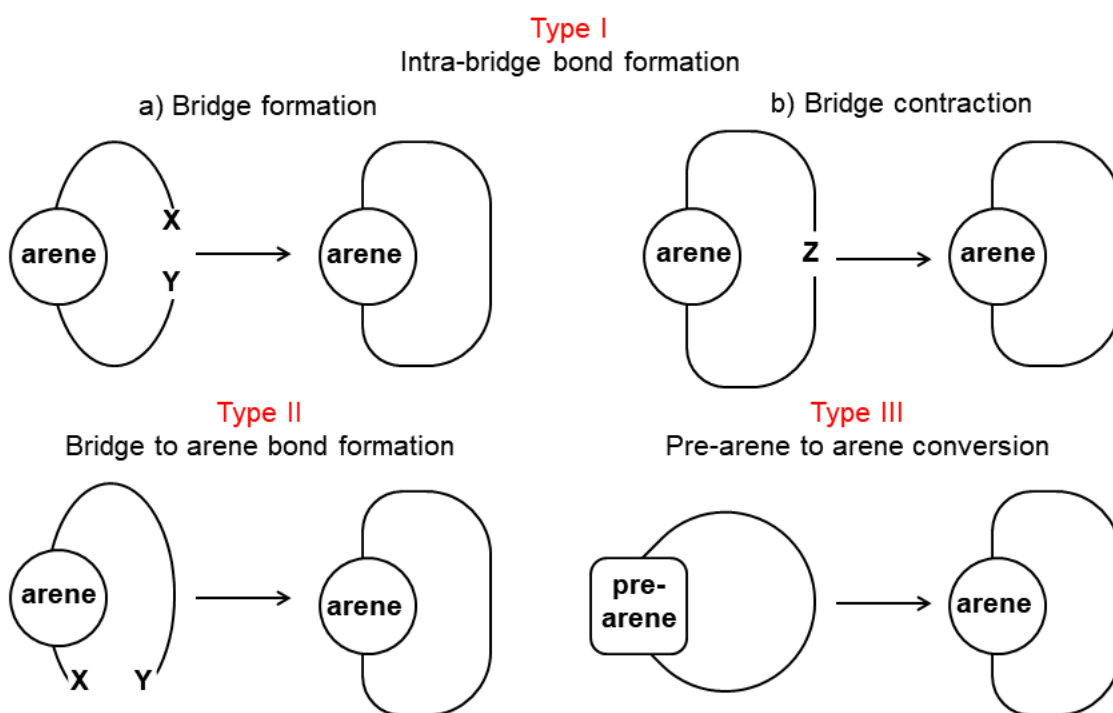 Type I
Intra-bridge bond formation
a) Bridge formation
b) Bridge contraction
arene
X
Y
arene
arene
Z
arene
Type II
Bridge to arene bond formation
Type III
Pre-arene to arene conversion
arene
X
Y
arene
pre-
arene
arene